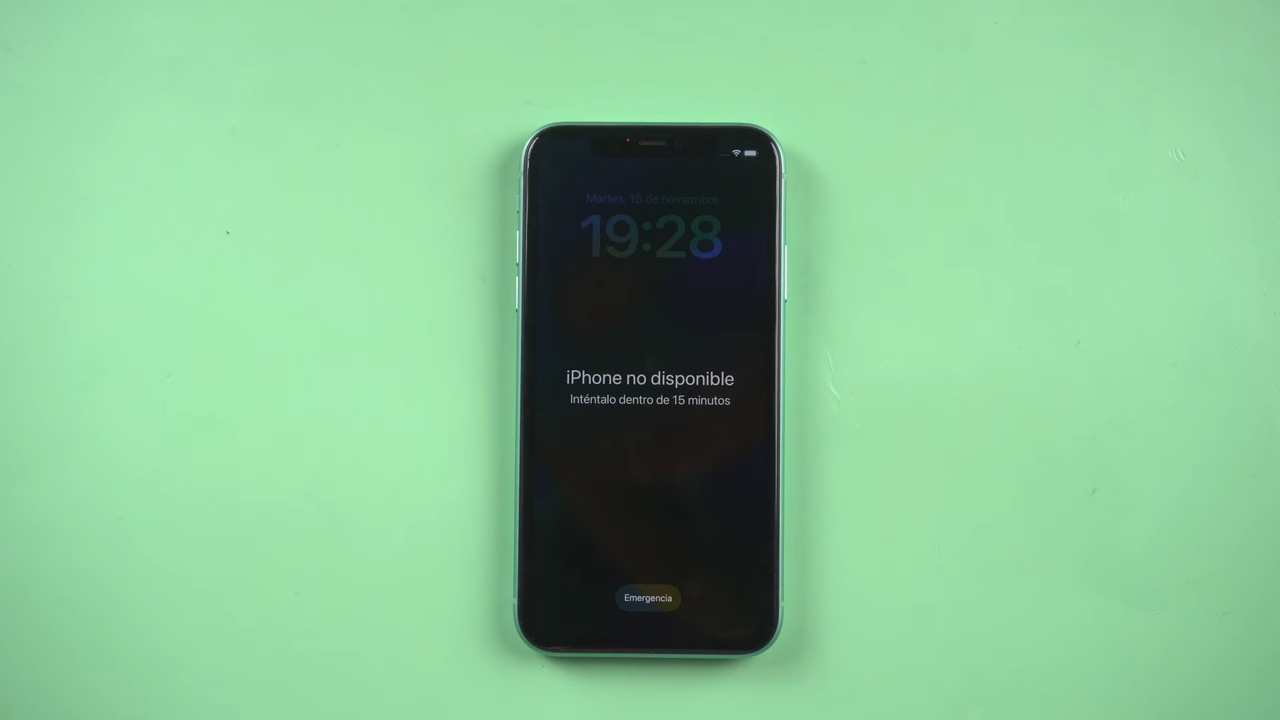 Martes, 15 de noviembre
19:28
iPhone no disponible
Inténtalo dentro de 15 minutos
Emergencia